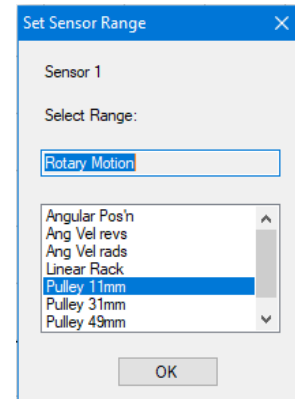 Set Sensor Range
Sensor 1
Select Range:
Rotary Motion
Angular Pos'n
Ang Vel revs
Ang Vel rads
Linear Rack
Pulley 11mm
Pulley 31mm
Pulley 49mm
OK